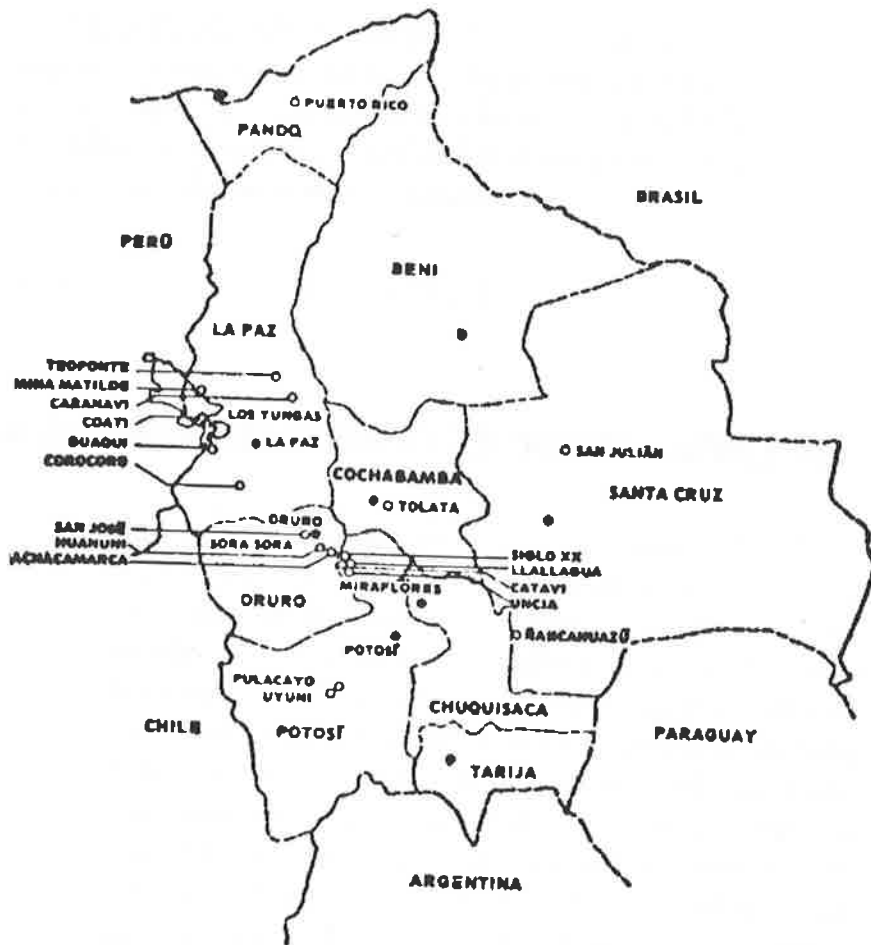 PUERTO RICO
PANDO
BRASIL
PERÚ
BENI
LA PAZ
TEOPONTE
MINA MATILDE
CARANAVI
LOS YUNGAS
COATI
GUAQUI
LA PAZ
COROCORO
SAN JULIÁN
COCHABAMBA
SANTA CRUZ
TOLATA
ORURO
SAN JOSÉ
HUANUNI
SORA SORA
MACHACAMARCA
SIGLO XX
LLALLAGUA
CATAVI
UNCIA
MIRAFLORES
ORURO
ÑANCAHUAZÚ
POTOSÍ
PULACAYO
UYUNI
CHUQUISACA
CHILE
POTOSÍ
PARAGUAY
TARIJA
ARGENTINA